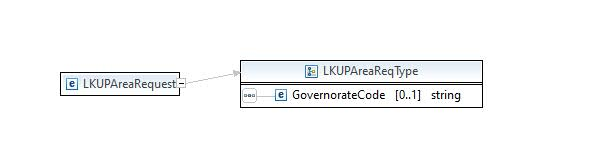 LKUPAreaReqType
LKUPAreaRequest
GovernorateCode [0..1] string